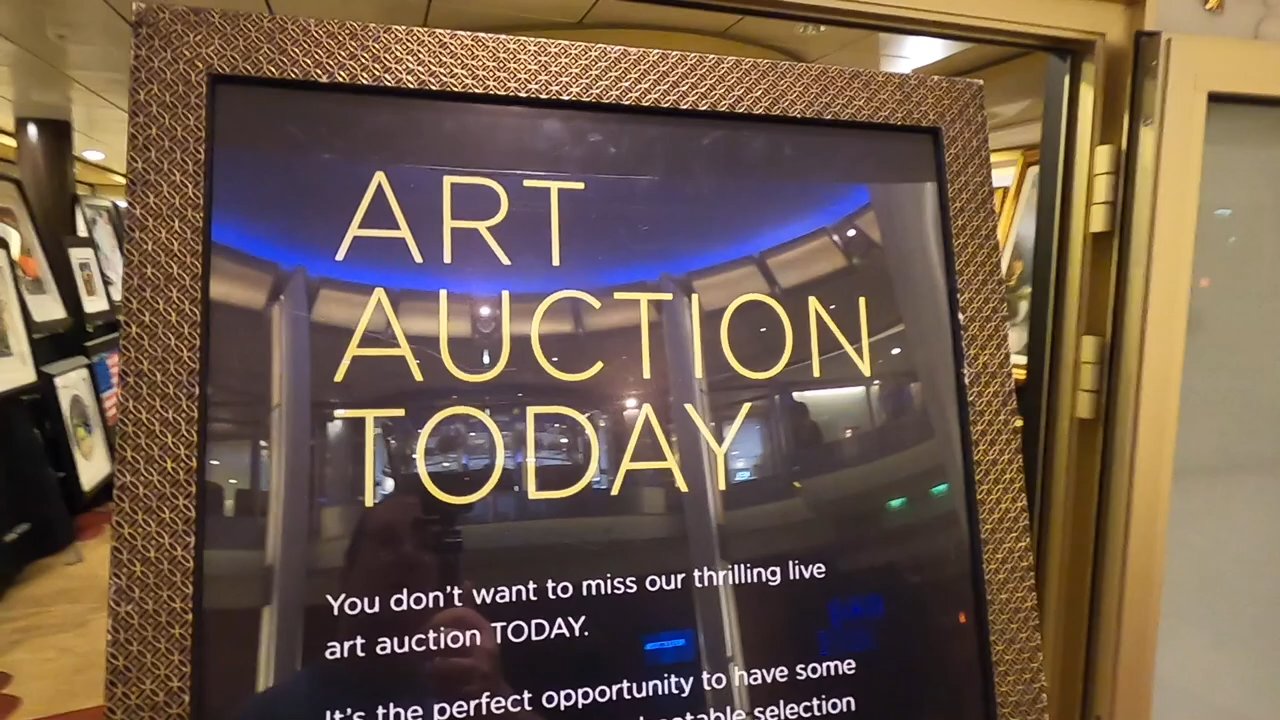 ART
AUCTION
TODAY
You don't want to miss our thrilling live
art auction TODAY.
It's the perfect opportunity to have some
selection